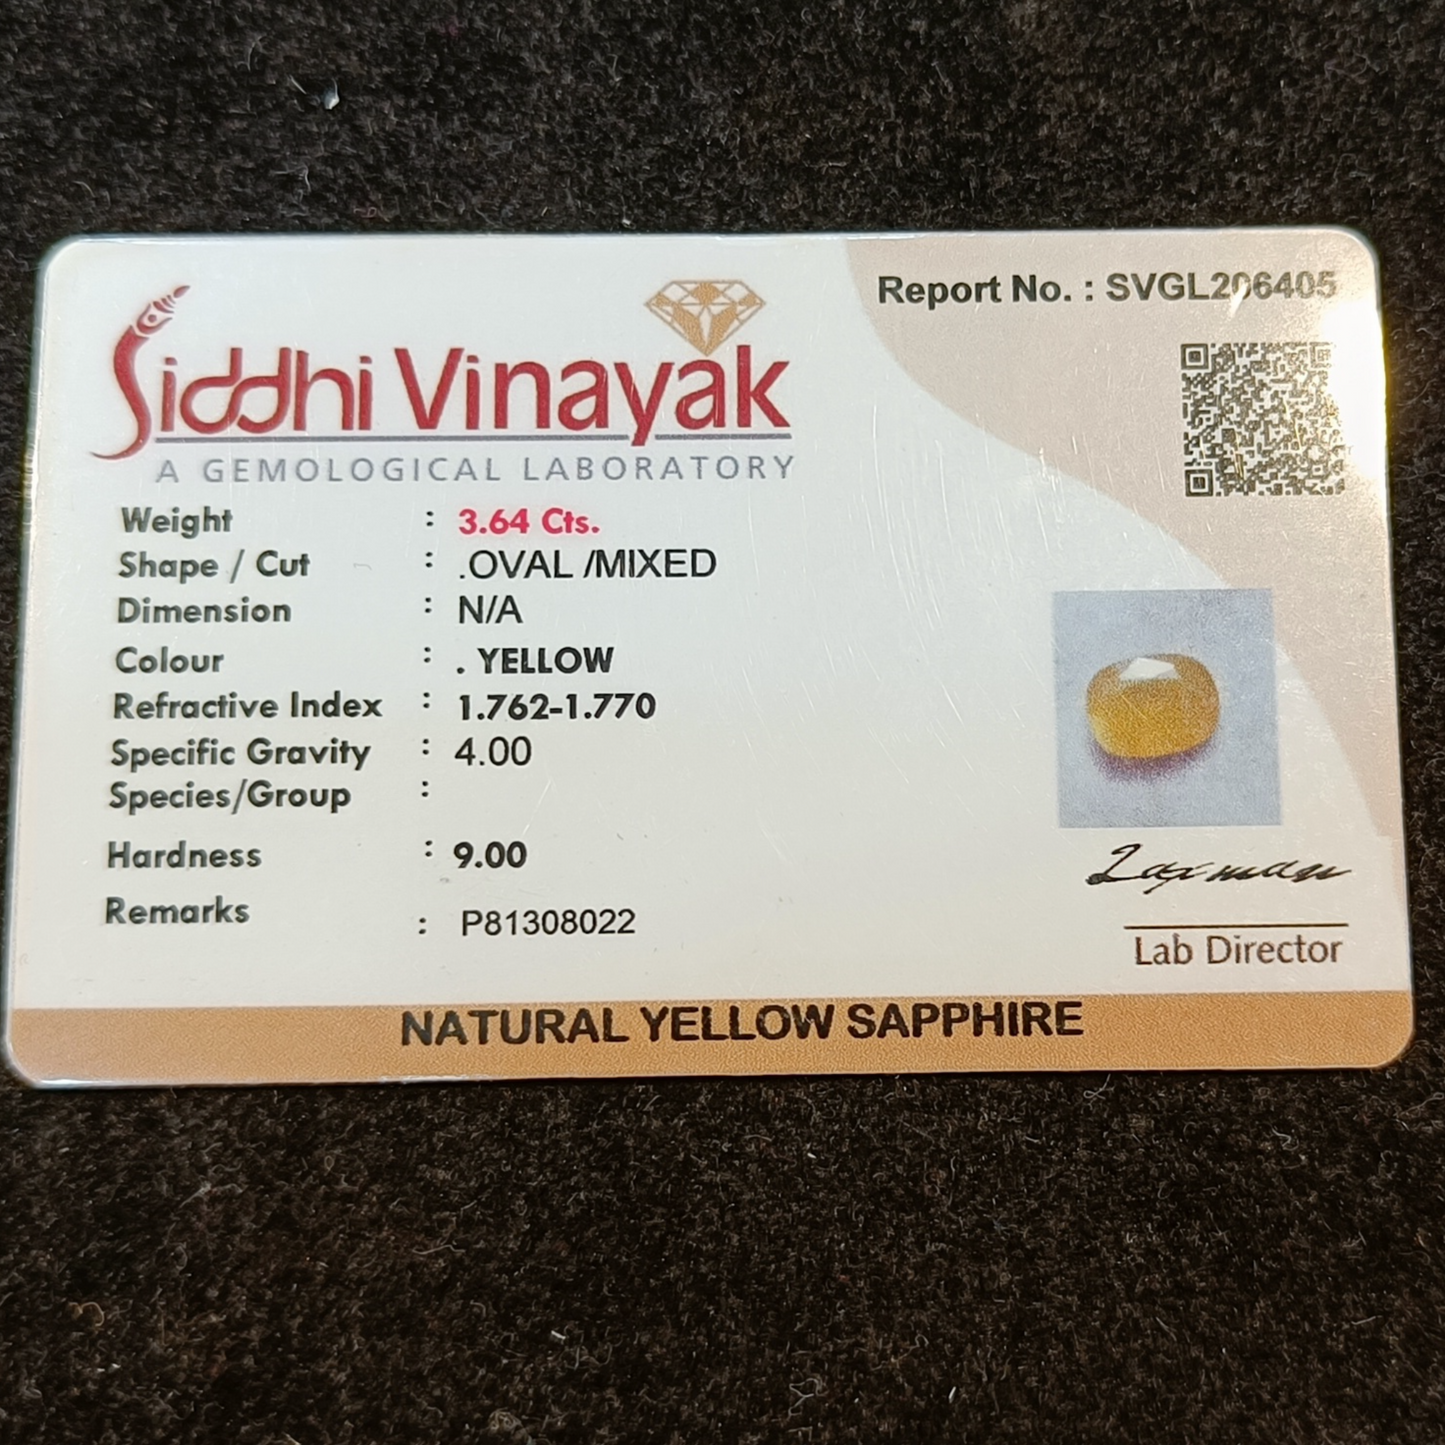 Report No. : SVGL206405
Siddhi Vinayak
A GEMOLOGICAL LABORATORY
Weight : 3.64 Cts.
Shape / Cut : .OVAL /MIXED
Dimension : N/A
Colour : . YELLOW
Refractive Index : 1.762-1.770
Specific Gravity : 4.00
Species/Group :
Hardness : 9.00
Remarks : P81308022
Laxman
Lab Director
NATURAL YELLOW SAPPHIRE